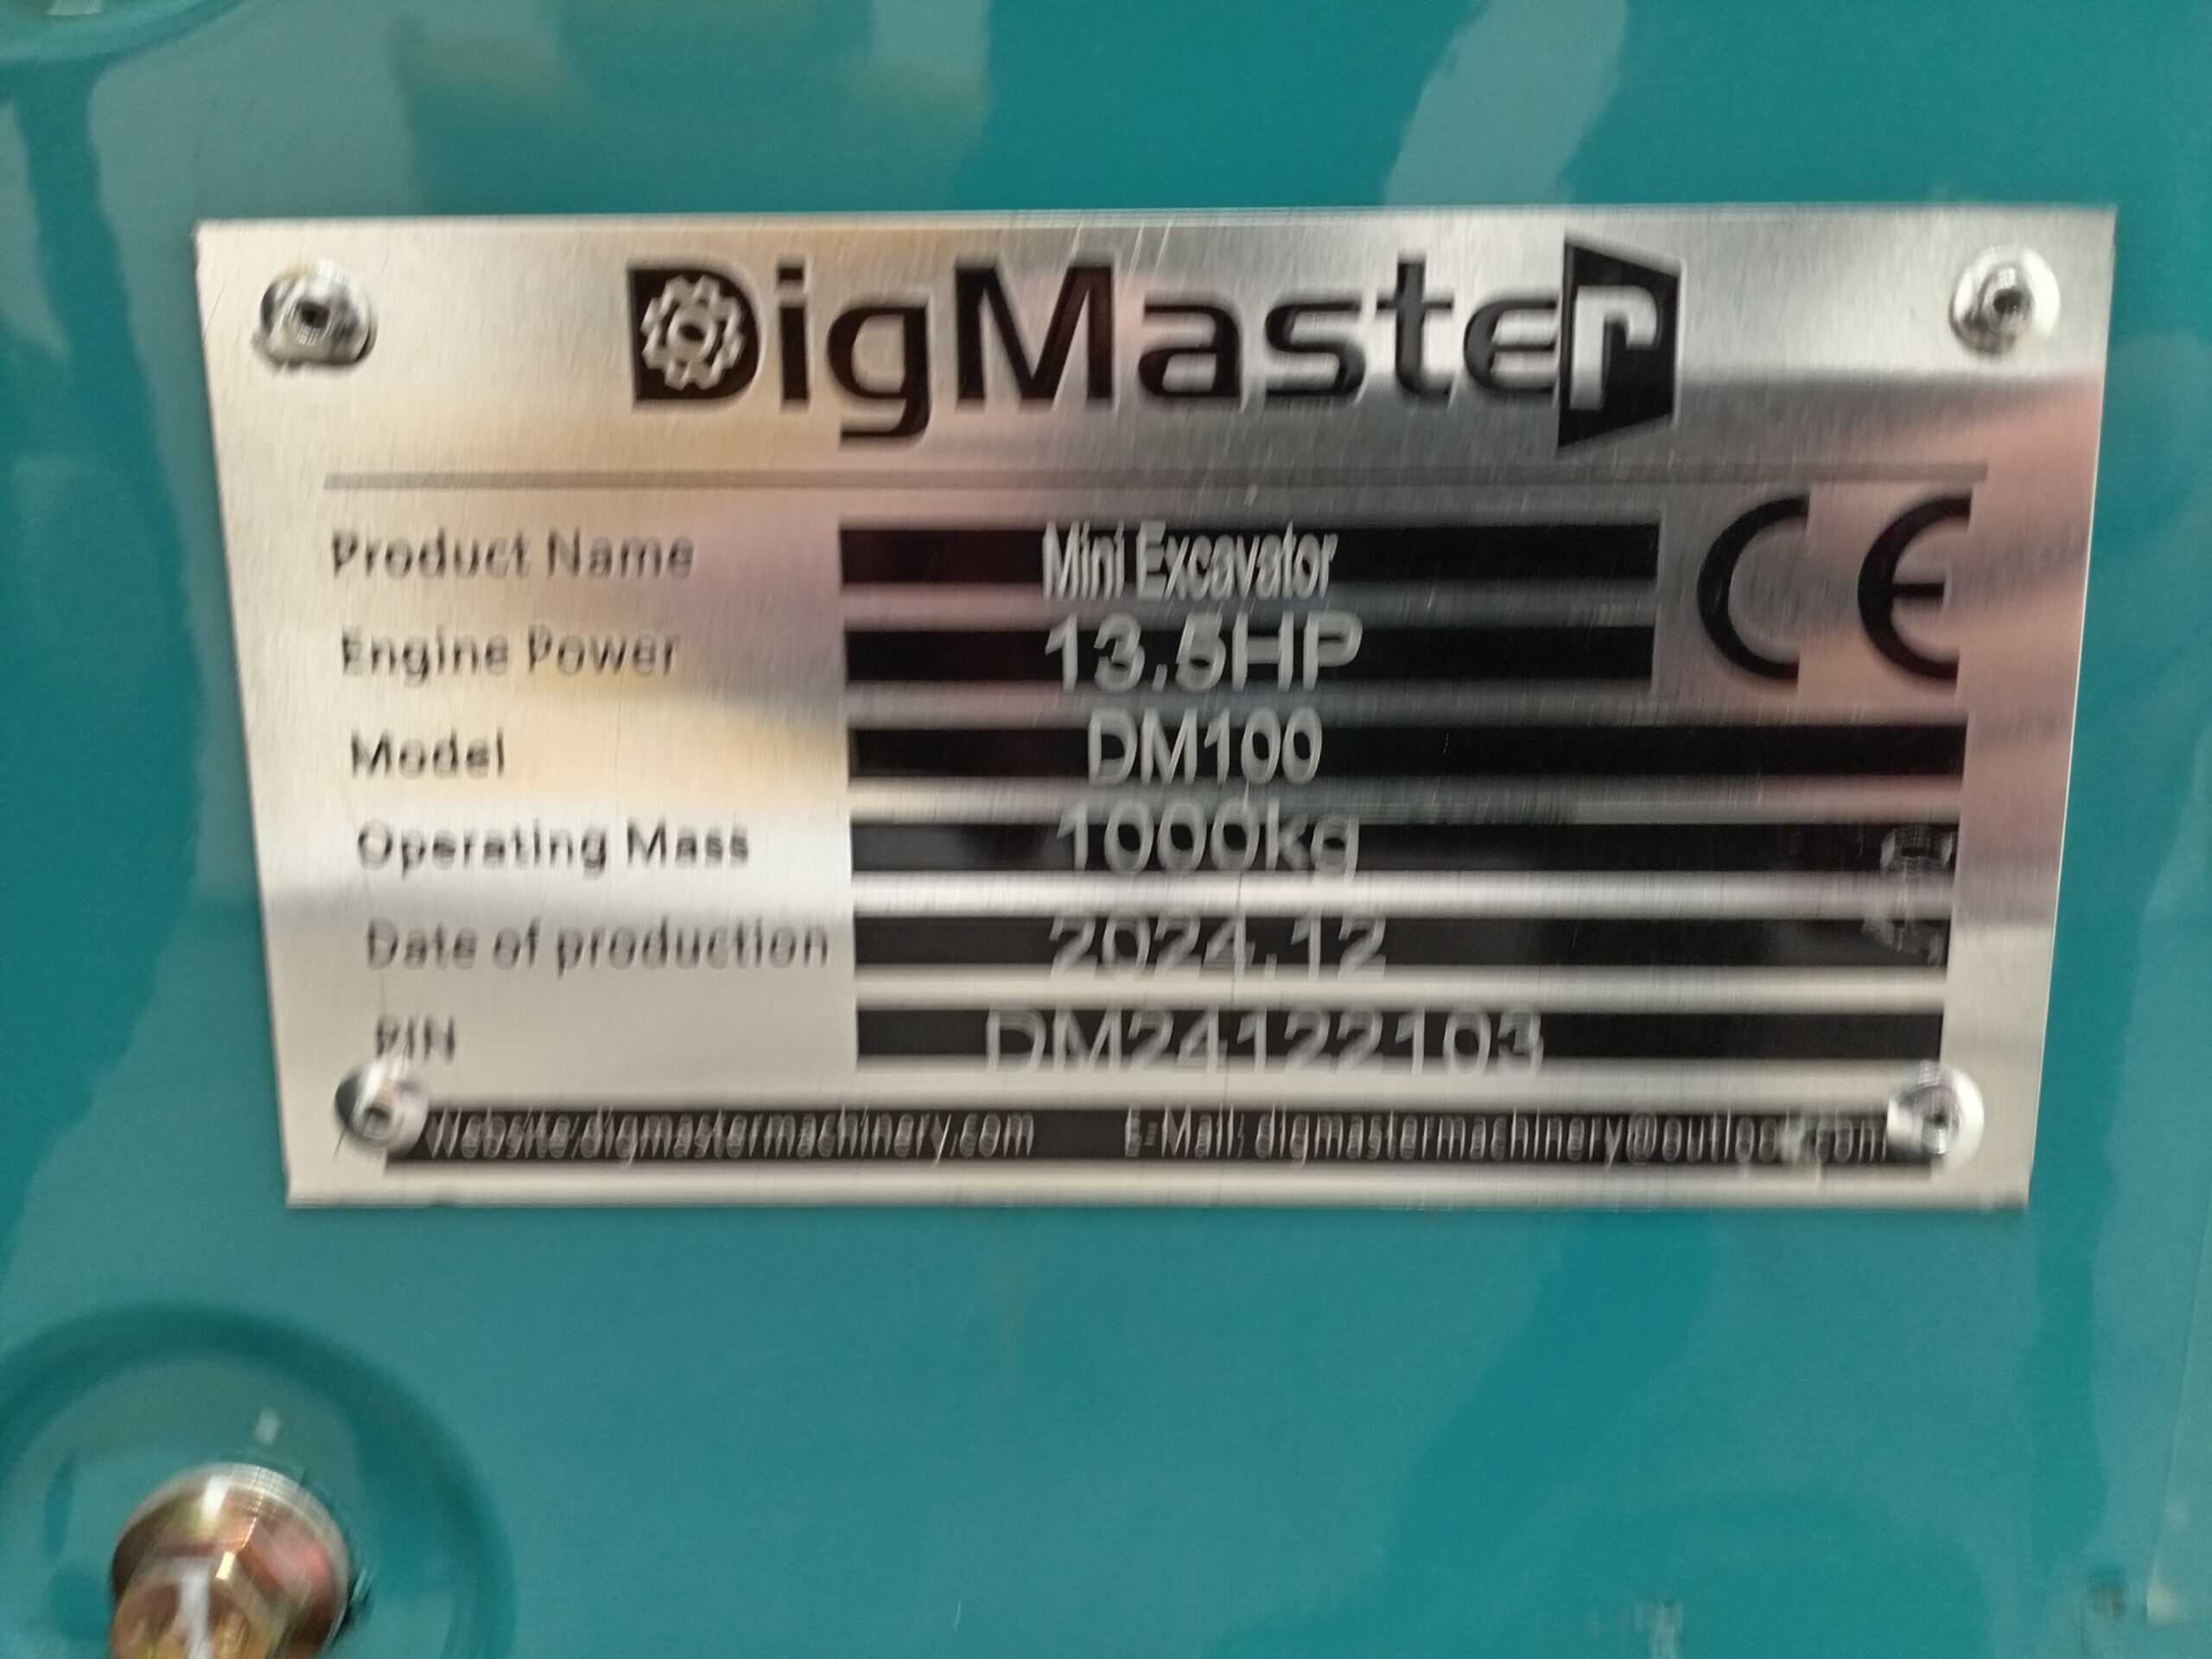 DigMaster
Product Name Mini Excavator
Engine Power 13.5HP
CE
Model DM100
Operating Mass 1000kg
Date of production 2024.12
PIN DM24122103
Website:digmastermachinery.com E-Mail: digmastermachinery@outlook.com